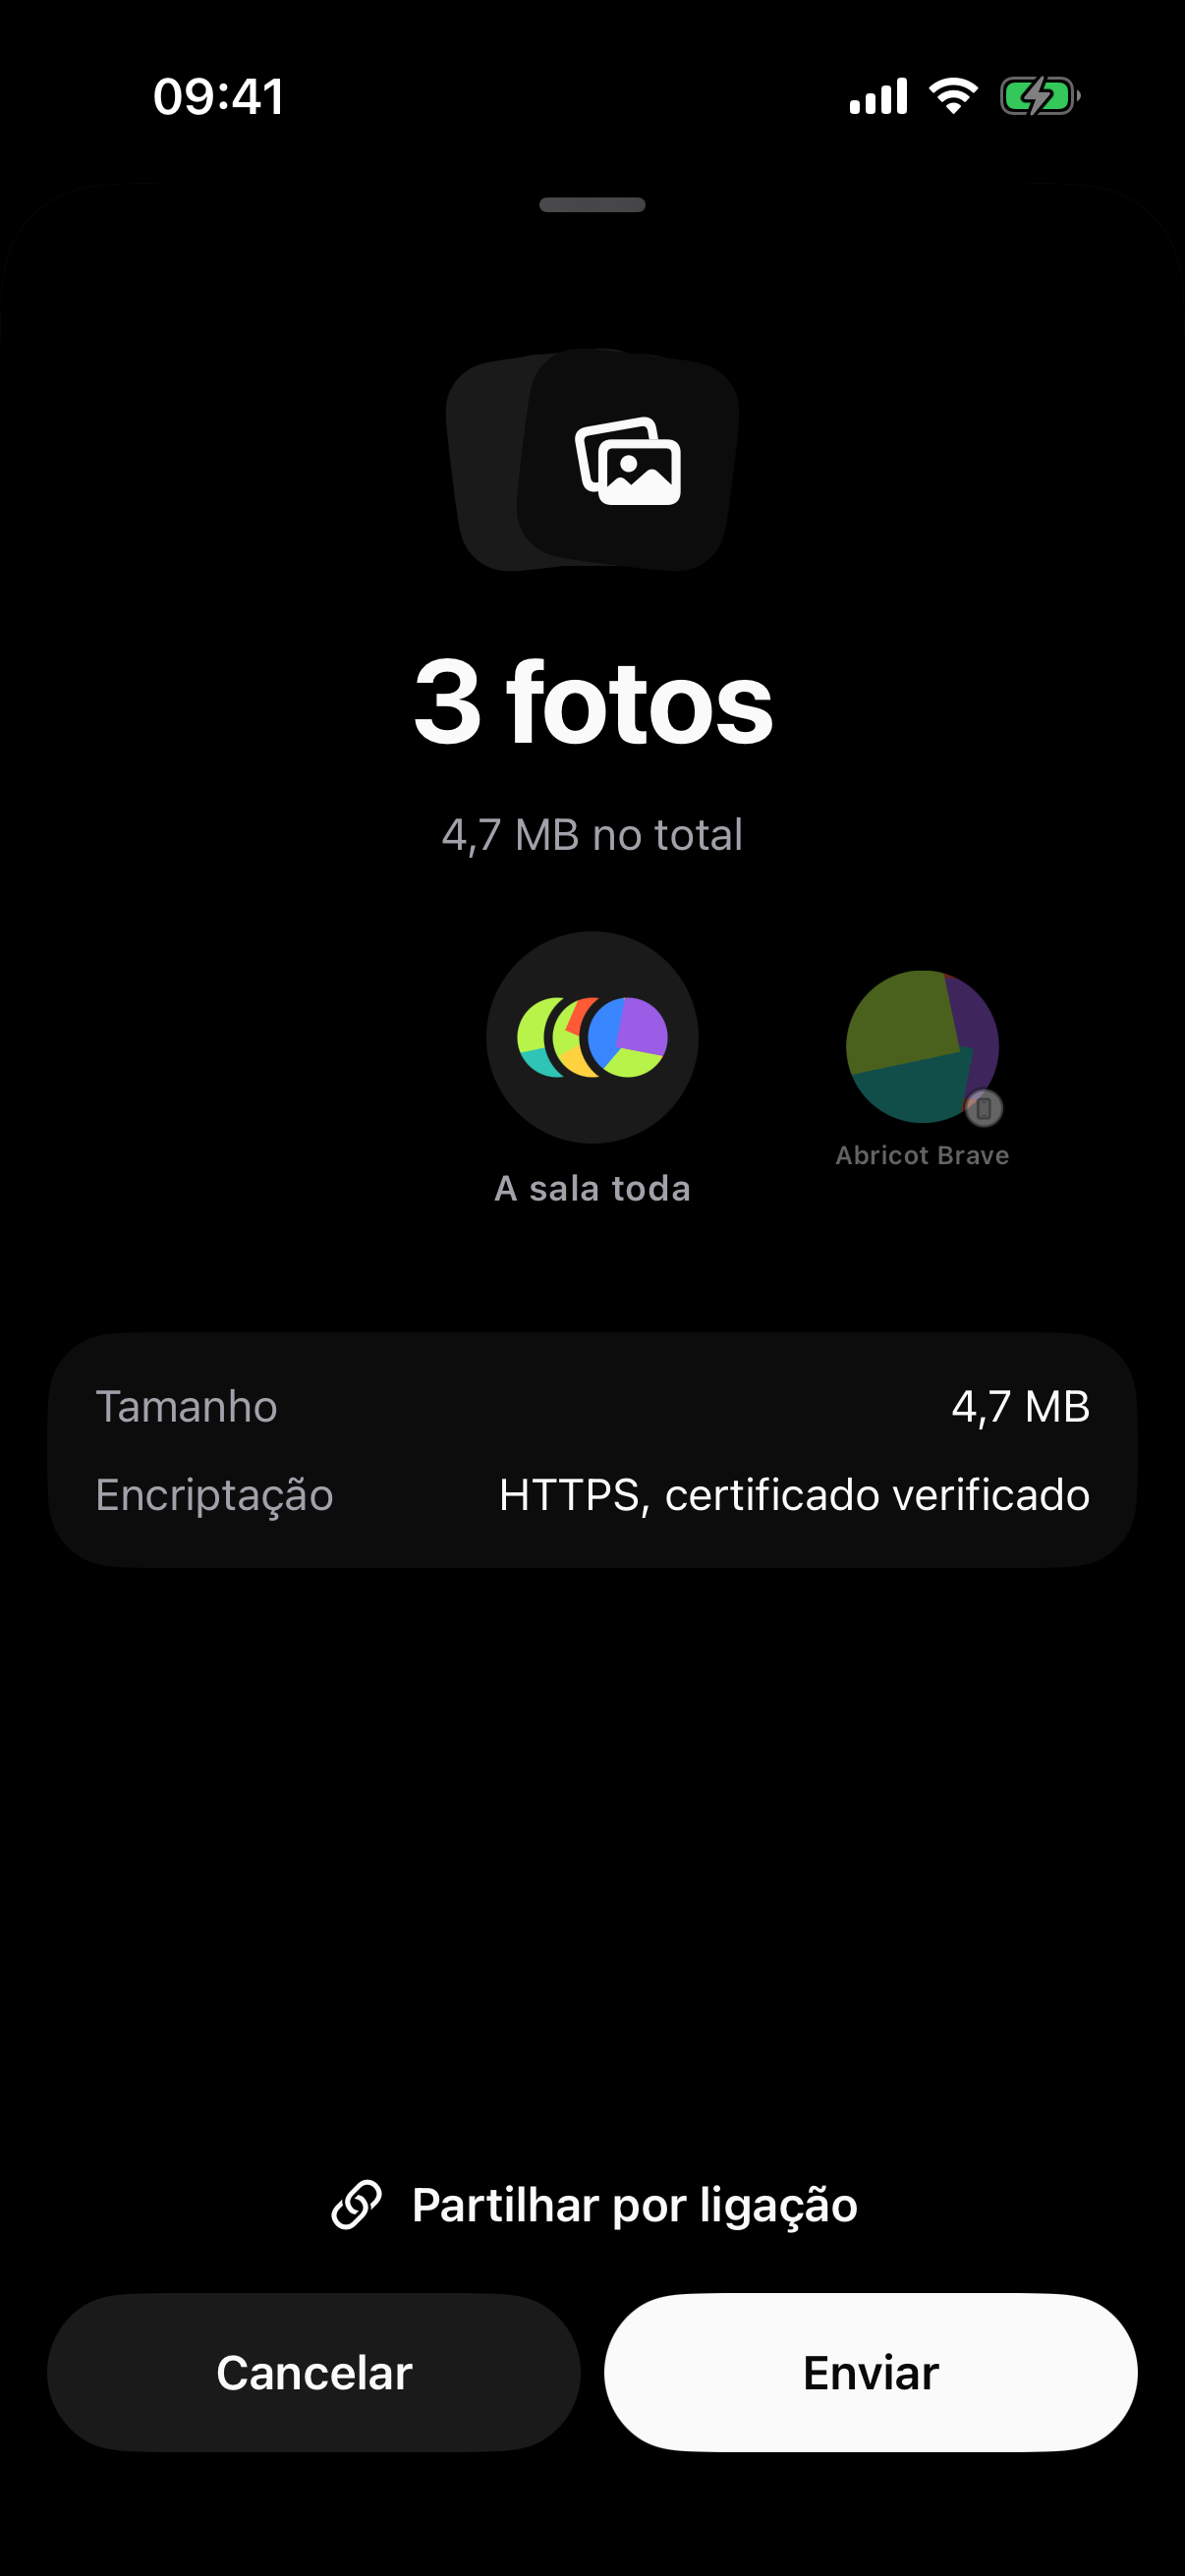 09:41
3 fotos
4,7 MB no total
A sala toda
Abricot Brave
Tamanho 4,7 MB
Encriptação HTTPS, certificado verificado
Partilhar por ligação
Cancelar Enviar